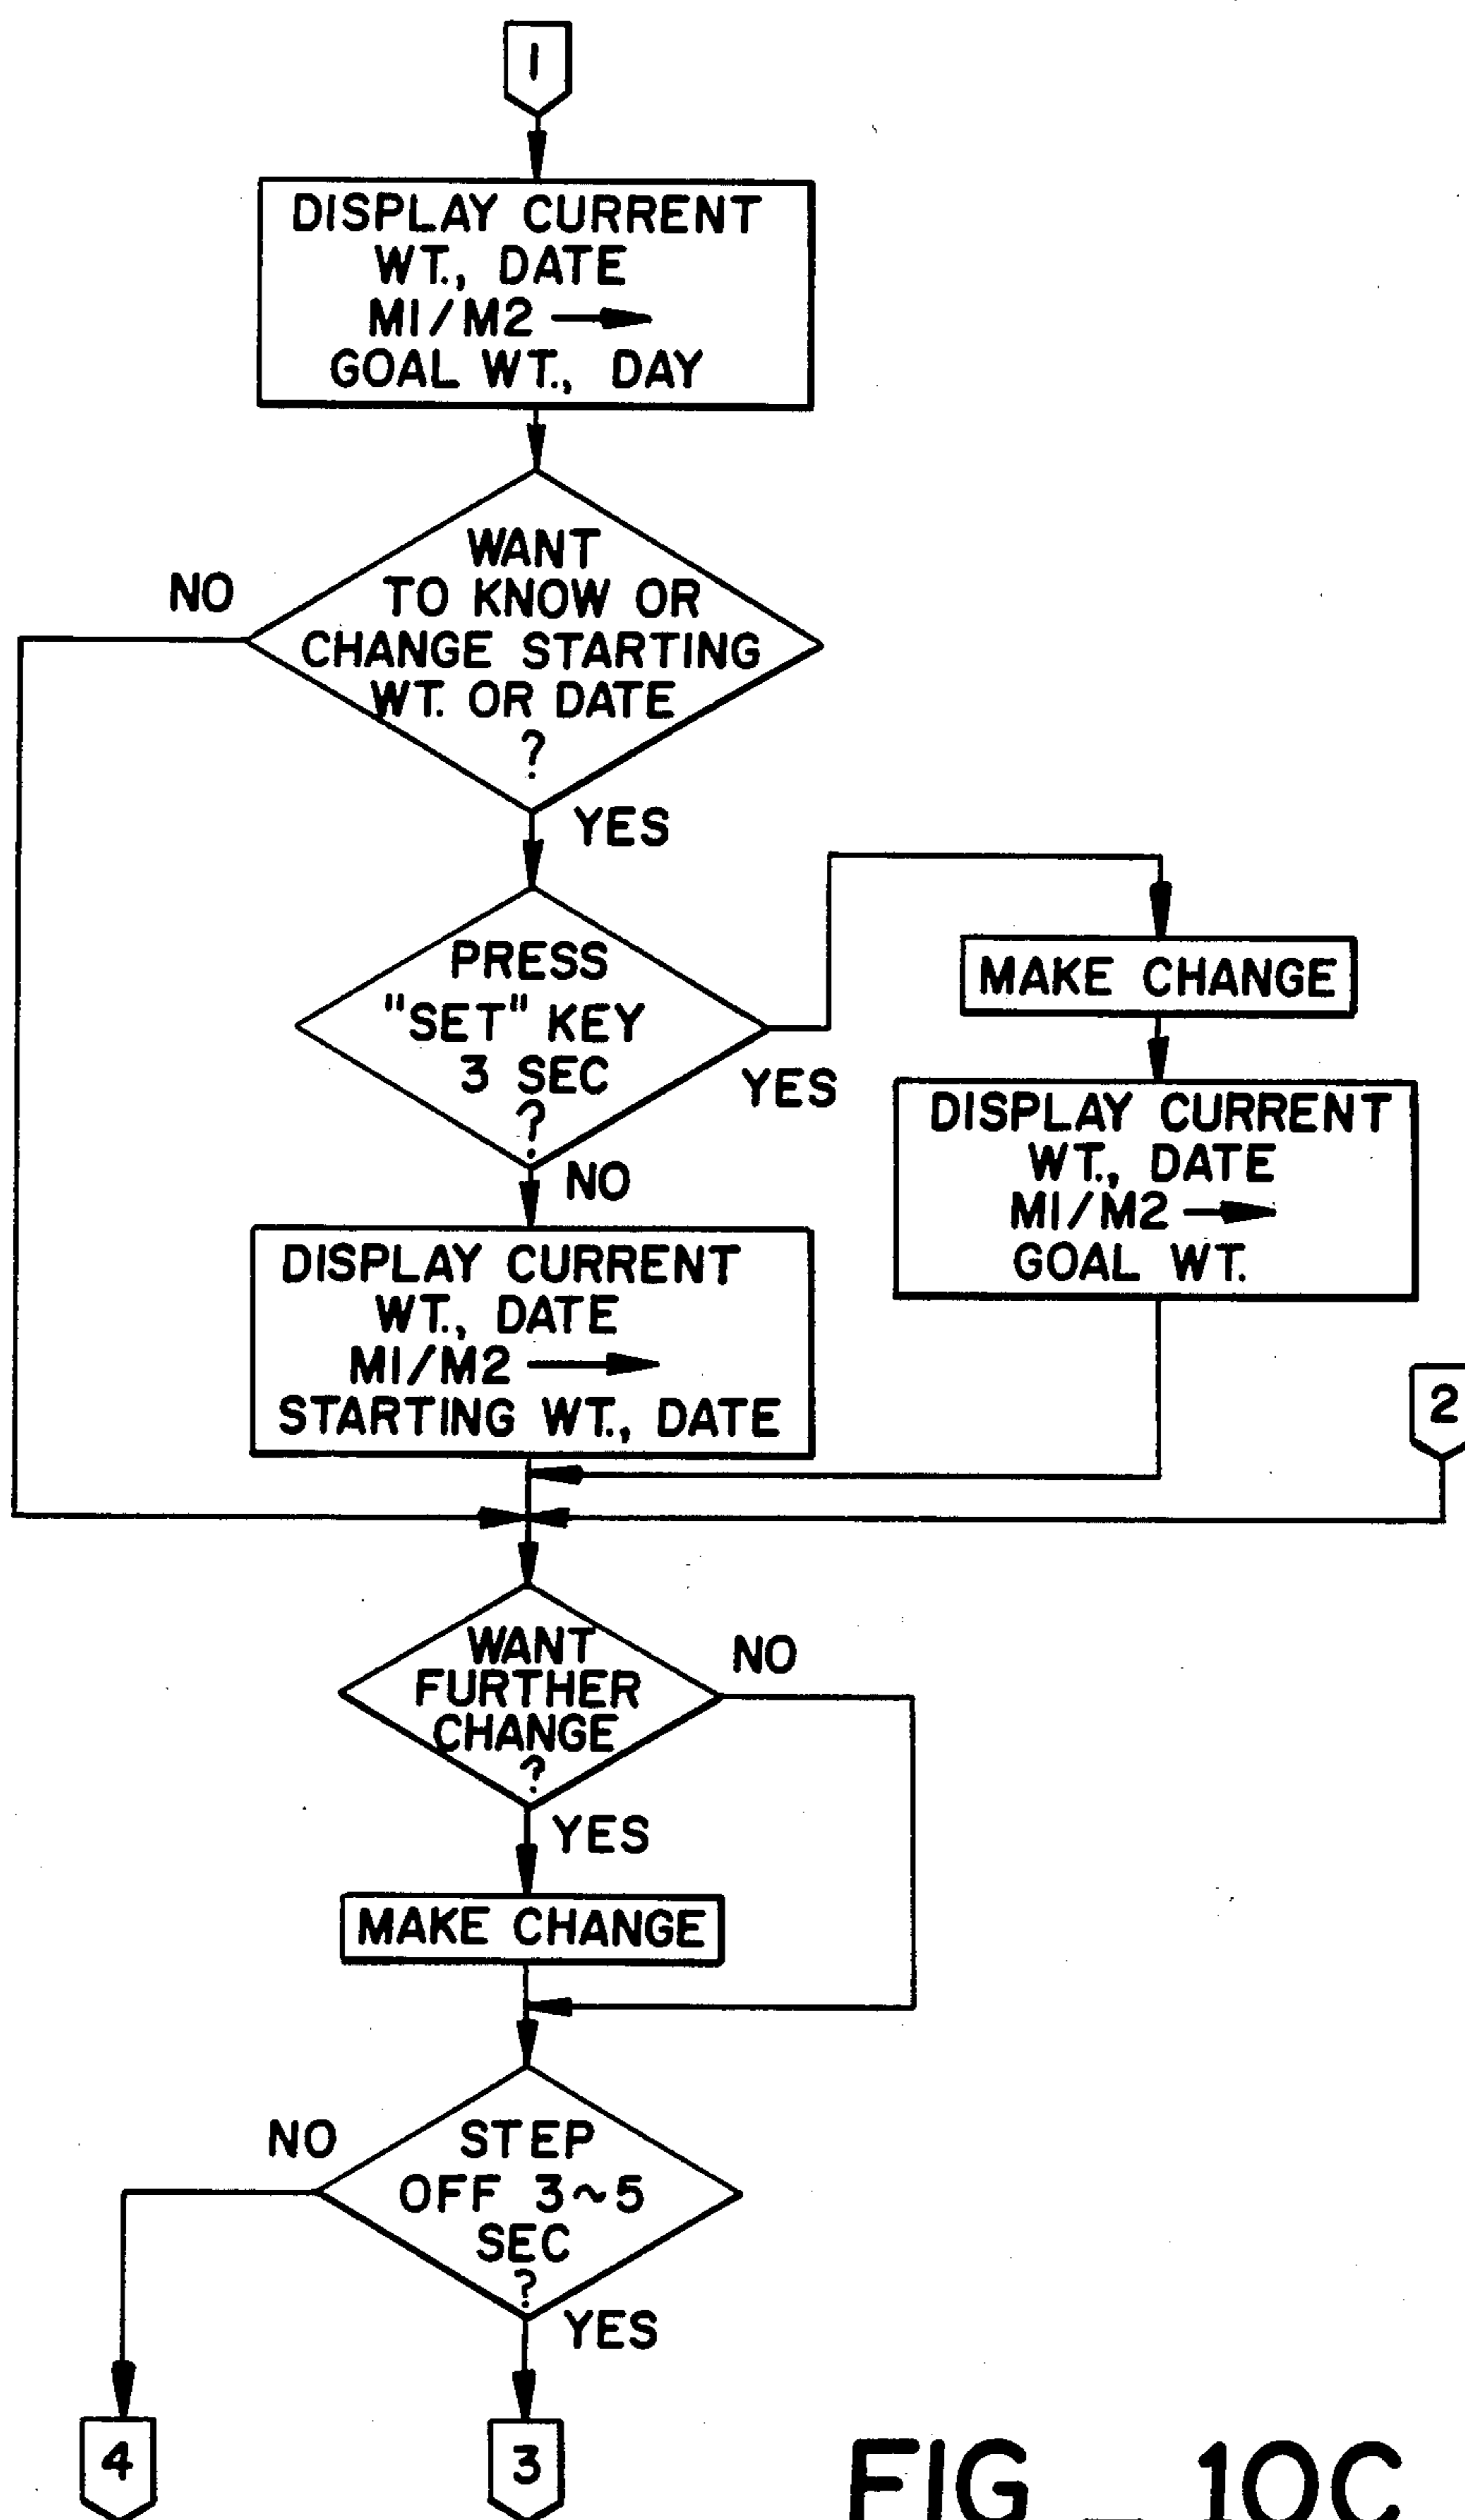 1
DISPLAY CURRENT
WT., DATE
M1/M2 →
GOAL WT., DAY
WANT
TO KNOW OR
CHANGE STARTING
WT. OR DATE
?
NO
YES
PRESS
"SET" KEY
3 SEC
?
YES
NO
MAKE CHANGE
DISPLAY CURRENT
WT., DATE
M1/M2 →
GOAL WT.
DISPLAY CURRENT
WT., DATE
M1/M2 →
STARTING WT., DATE
2
WANT
FURTHER
CHANGE
?
NO
YES
MAKE CHANGE
STEP
OFF 3~5
SEC
?
NO
YES
4
3
FIG _ 10C